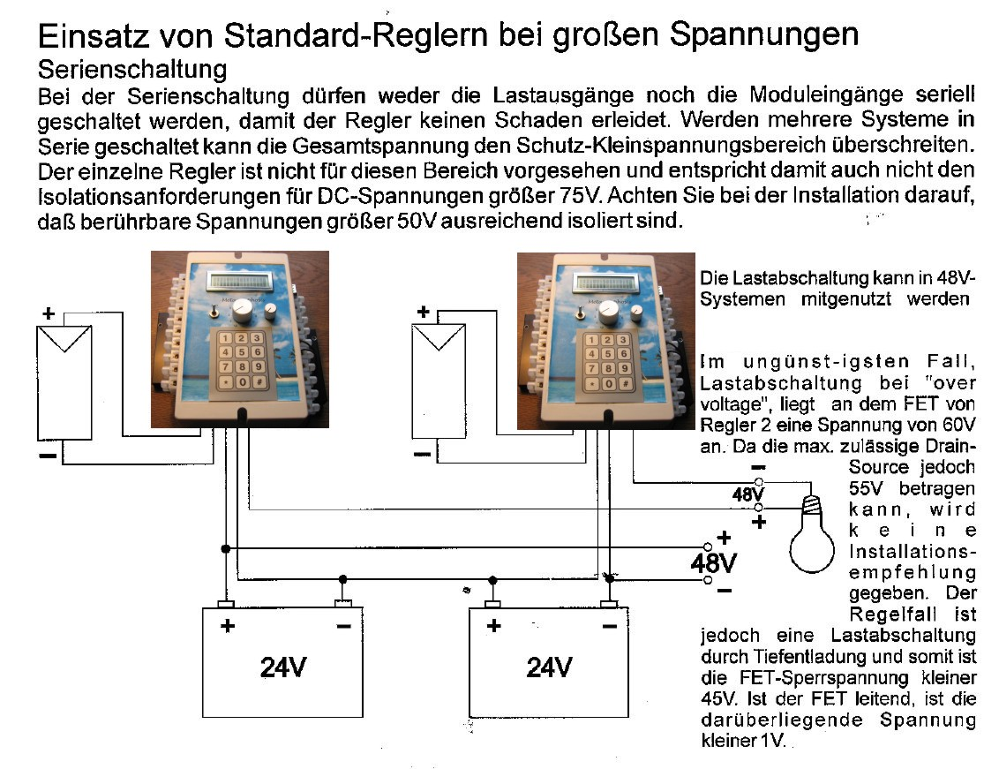 Einsatz von Standard-Reglern bei großen Spannungen
Serienschaltung
Bei der Serienschaltung dürfen weder die Lastausgänge noch die Moduleingänge seriell
geschaltet werden, damit der Regler keinen Schaden erleidet. Werden mehrere Systeme in
Serie geschaltet kann die Gesamtspannung den Schutz-Kleinspannungsbereich überschreiten.
Der einzelne Regler ist nicht für diesen Bereich vorgesehen und entspricht damit auch nicht den
Isolationsanforderungen für DC-Spannungen größer 75V. Achten Sie bei der Installation darauf,
daß berührbare Spannungen größer 50V ausreichend isoliert sind.
Die Lastabschaltung kann in 48V-
Systemen mitgenutzt werden
Im ungünst-igsten Fall,
Lastabschaltung bei "over
voltage", liegt an dem FET von
Regler 2 eine Spannung von 60V
an. Da die max. zulässige Drain-
Source jedoch
55V betragen
kann, wird
keine
Installations-
empfehlung
gegeben. Der
Regelfall ist
jedoch eine Lastabschaltung
durch Tiefentladung und somit ist
die FET-Sperrspannung kleiner
45V. Ist der FET leitend, ist die
darüberliegende Spannung
kleiner 1V.
+
−
1 2 3
4 5 6
7 8 9
* 0 #
+
−
1 2 3
4 5 6
7 8 9
* 0 #
−
48V
+
+
48V
−
+ −
24V
+ −
24V